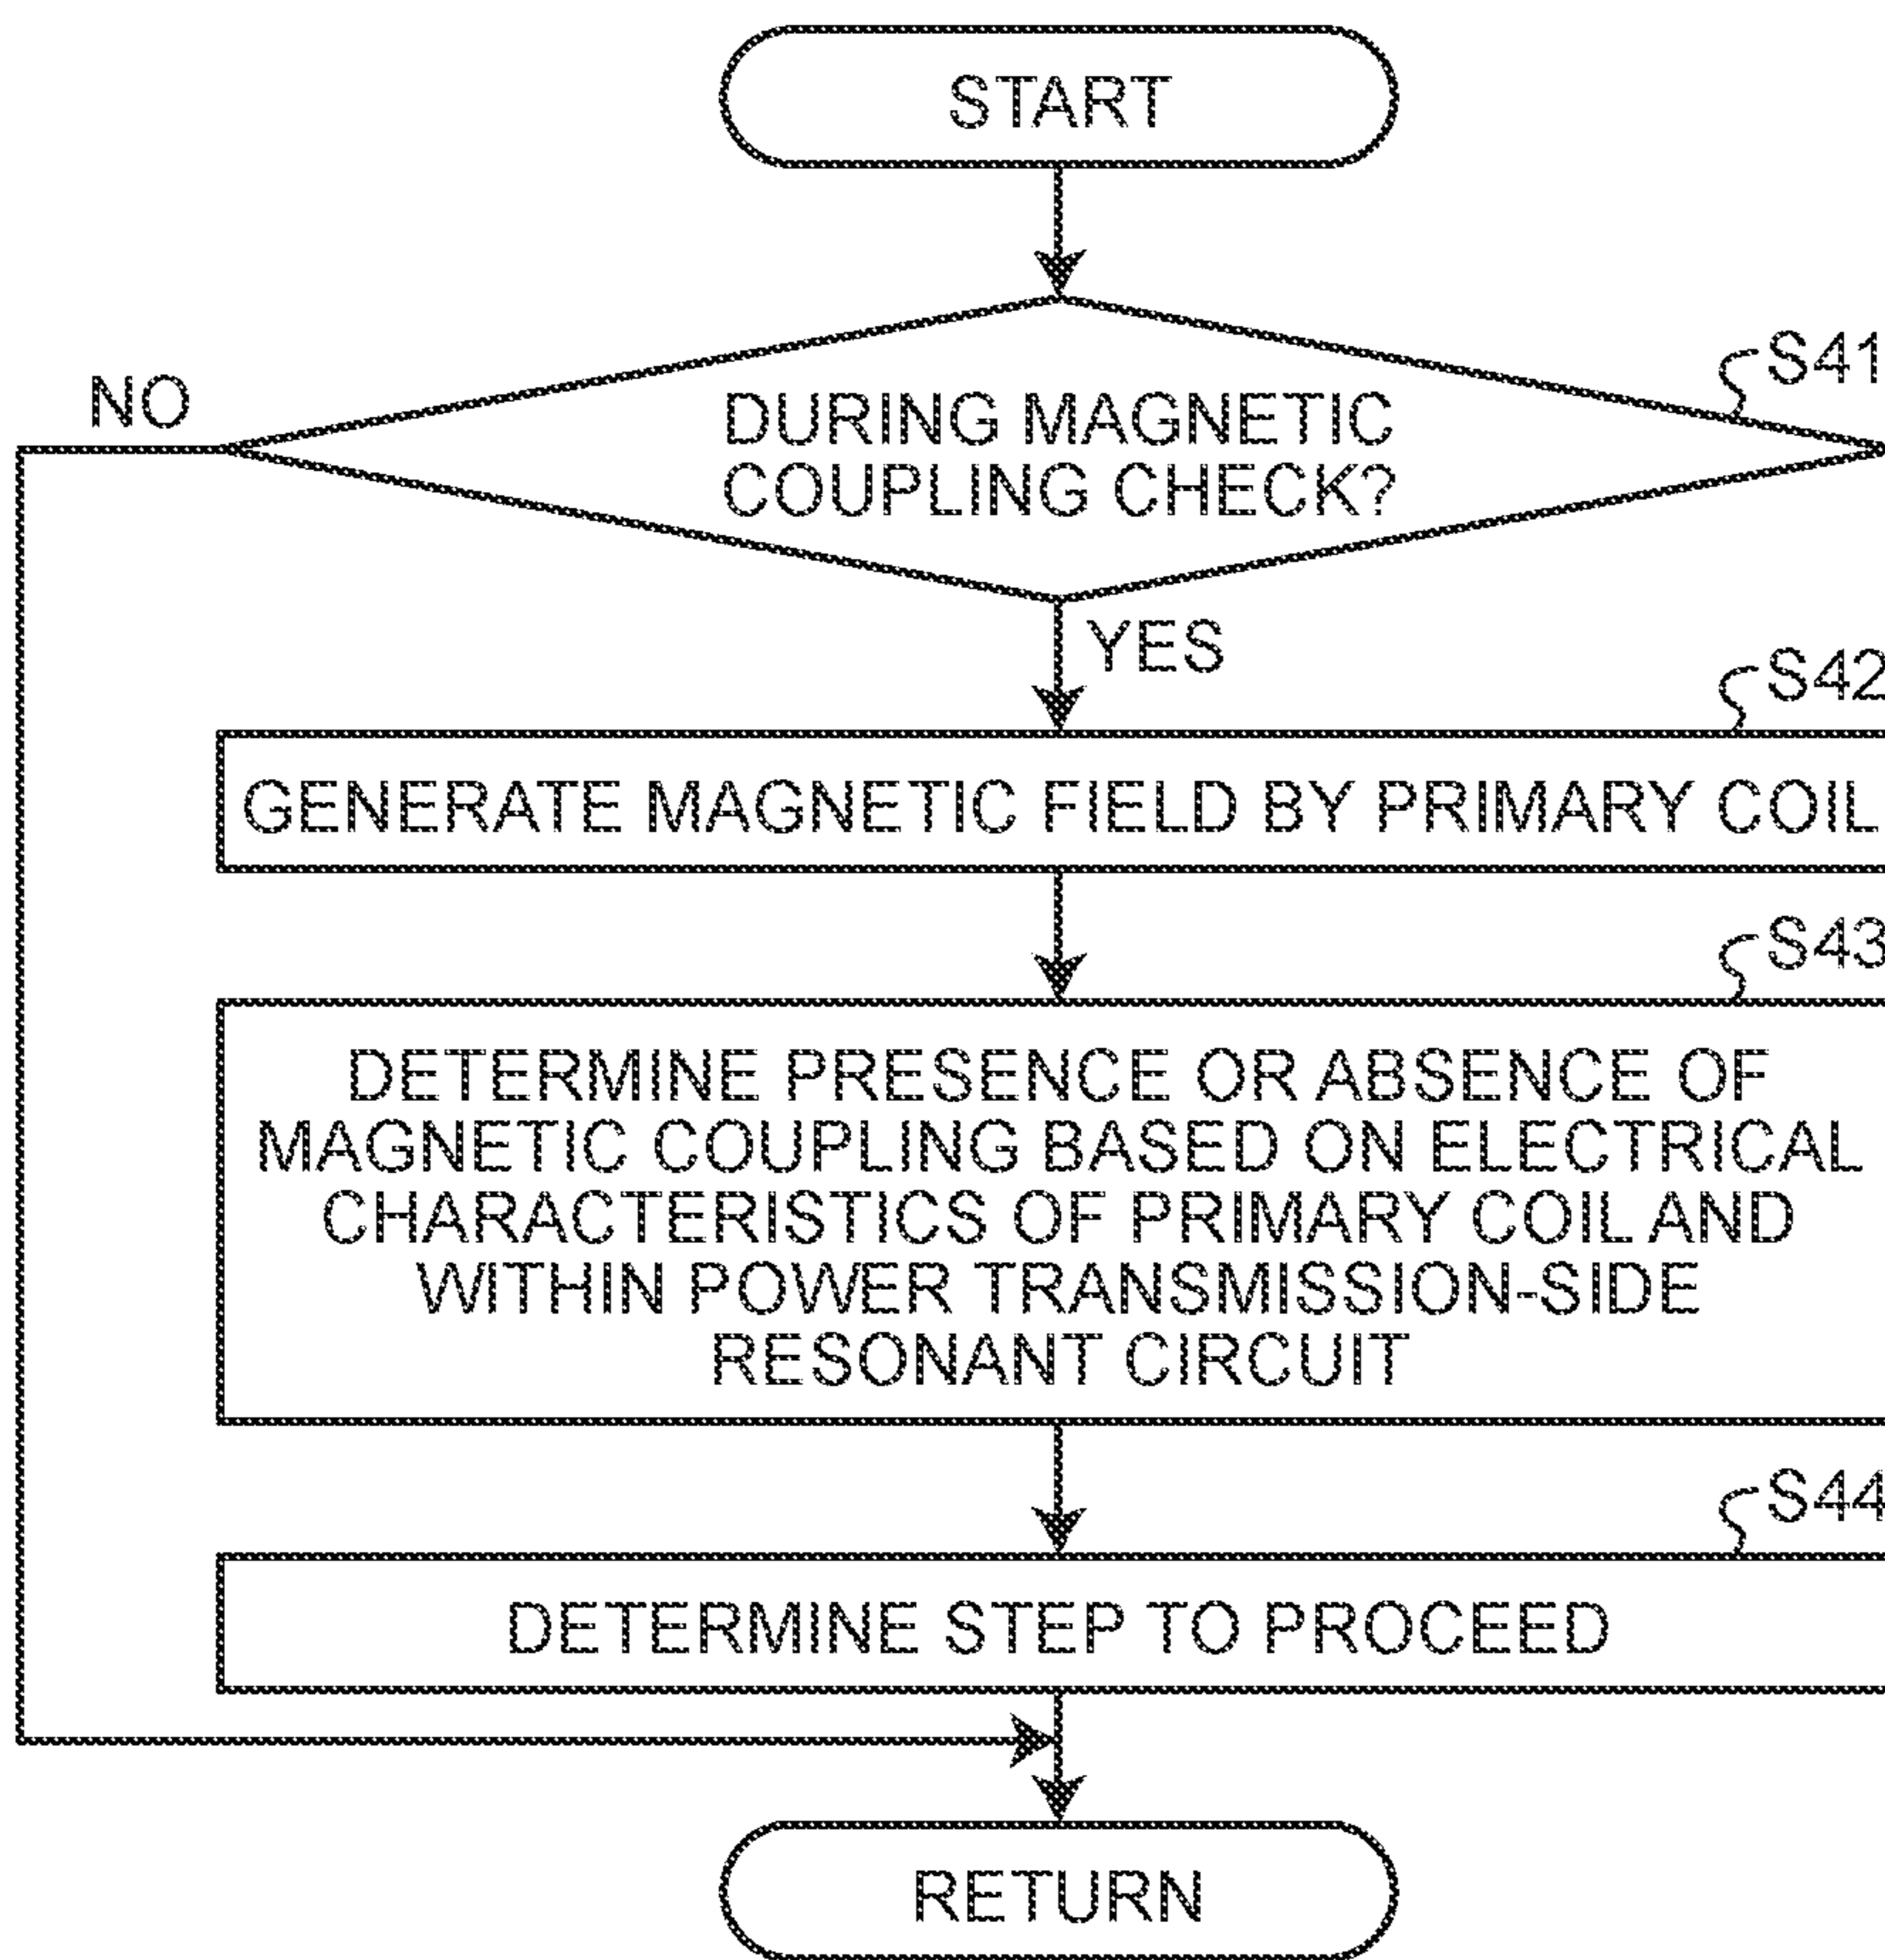 START
S41
NO
DURING MAGNETIC
COUPLING CHECK?
YES
S42
GENERATE MAGNETIC FIELD BY PRIMARY COIL
S43
DETERMINE PRESENCE OR ABSENCE OF
MAGNETIC COUPLING BASED ON ELECTRICAL
CHARACTERISTICS OF PRIMARY COIL AND
WITHIN POWER TRANSMISSION-SIDE
RESONANT CIRCUIT
S44
DETERMINE STEP TO PROCEED
RETURN